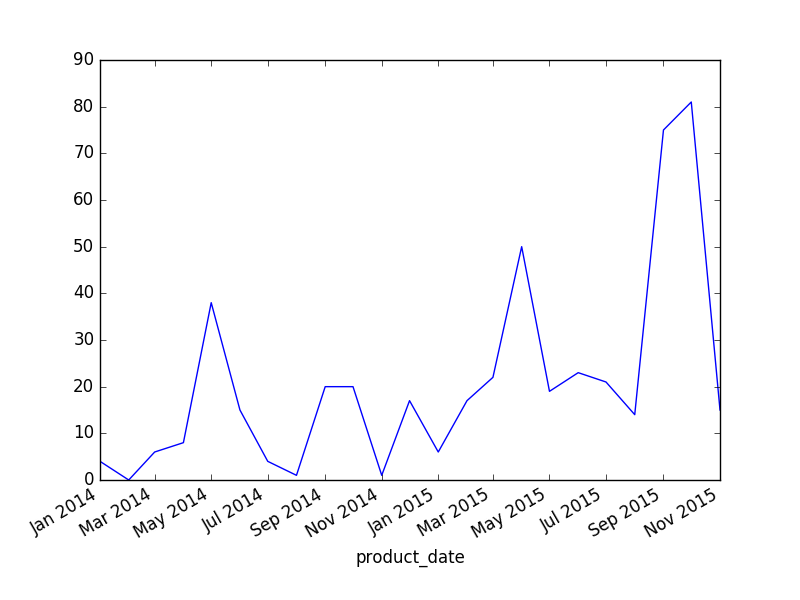 90
80
70
60
50
40
30
20
10
0
Jan 2014
Mar 2014
May 2014
Jul 2014
Sep 2014
Nov 2014
Jan 2015
Mar 2015
May 2015
Jul 2015
Sep 2015
Nov 2015
product_date